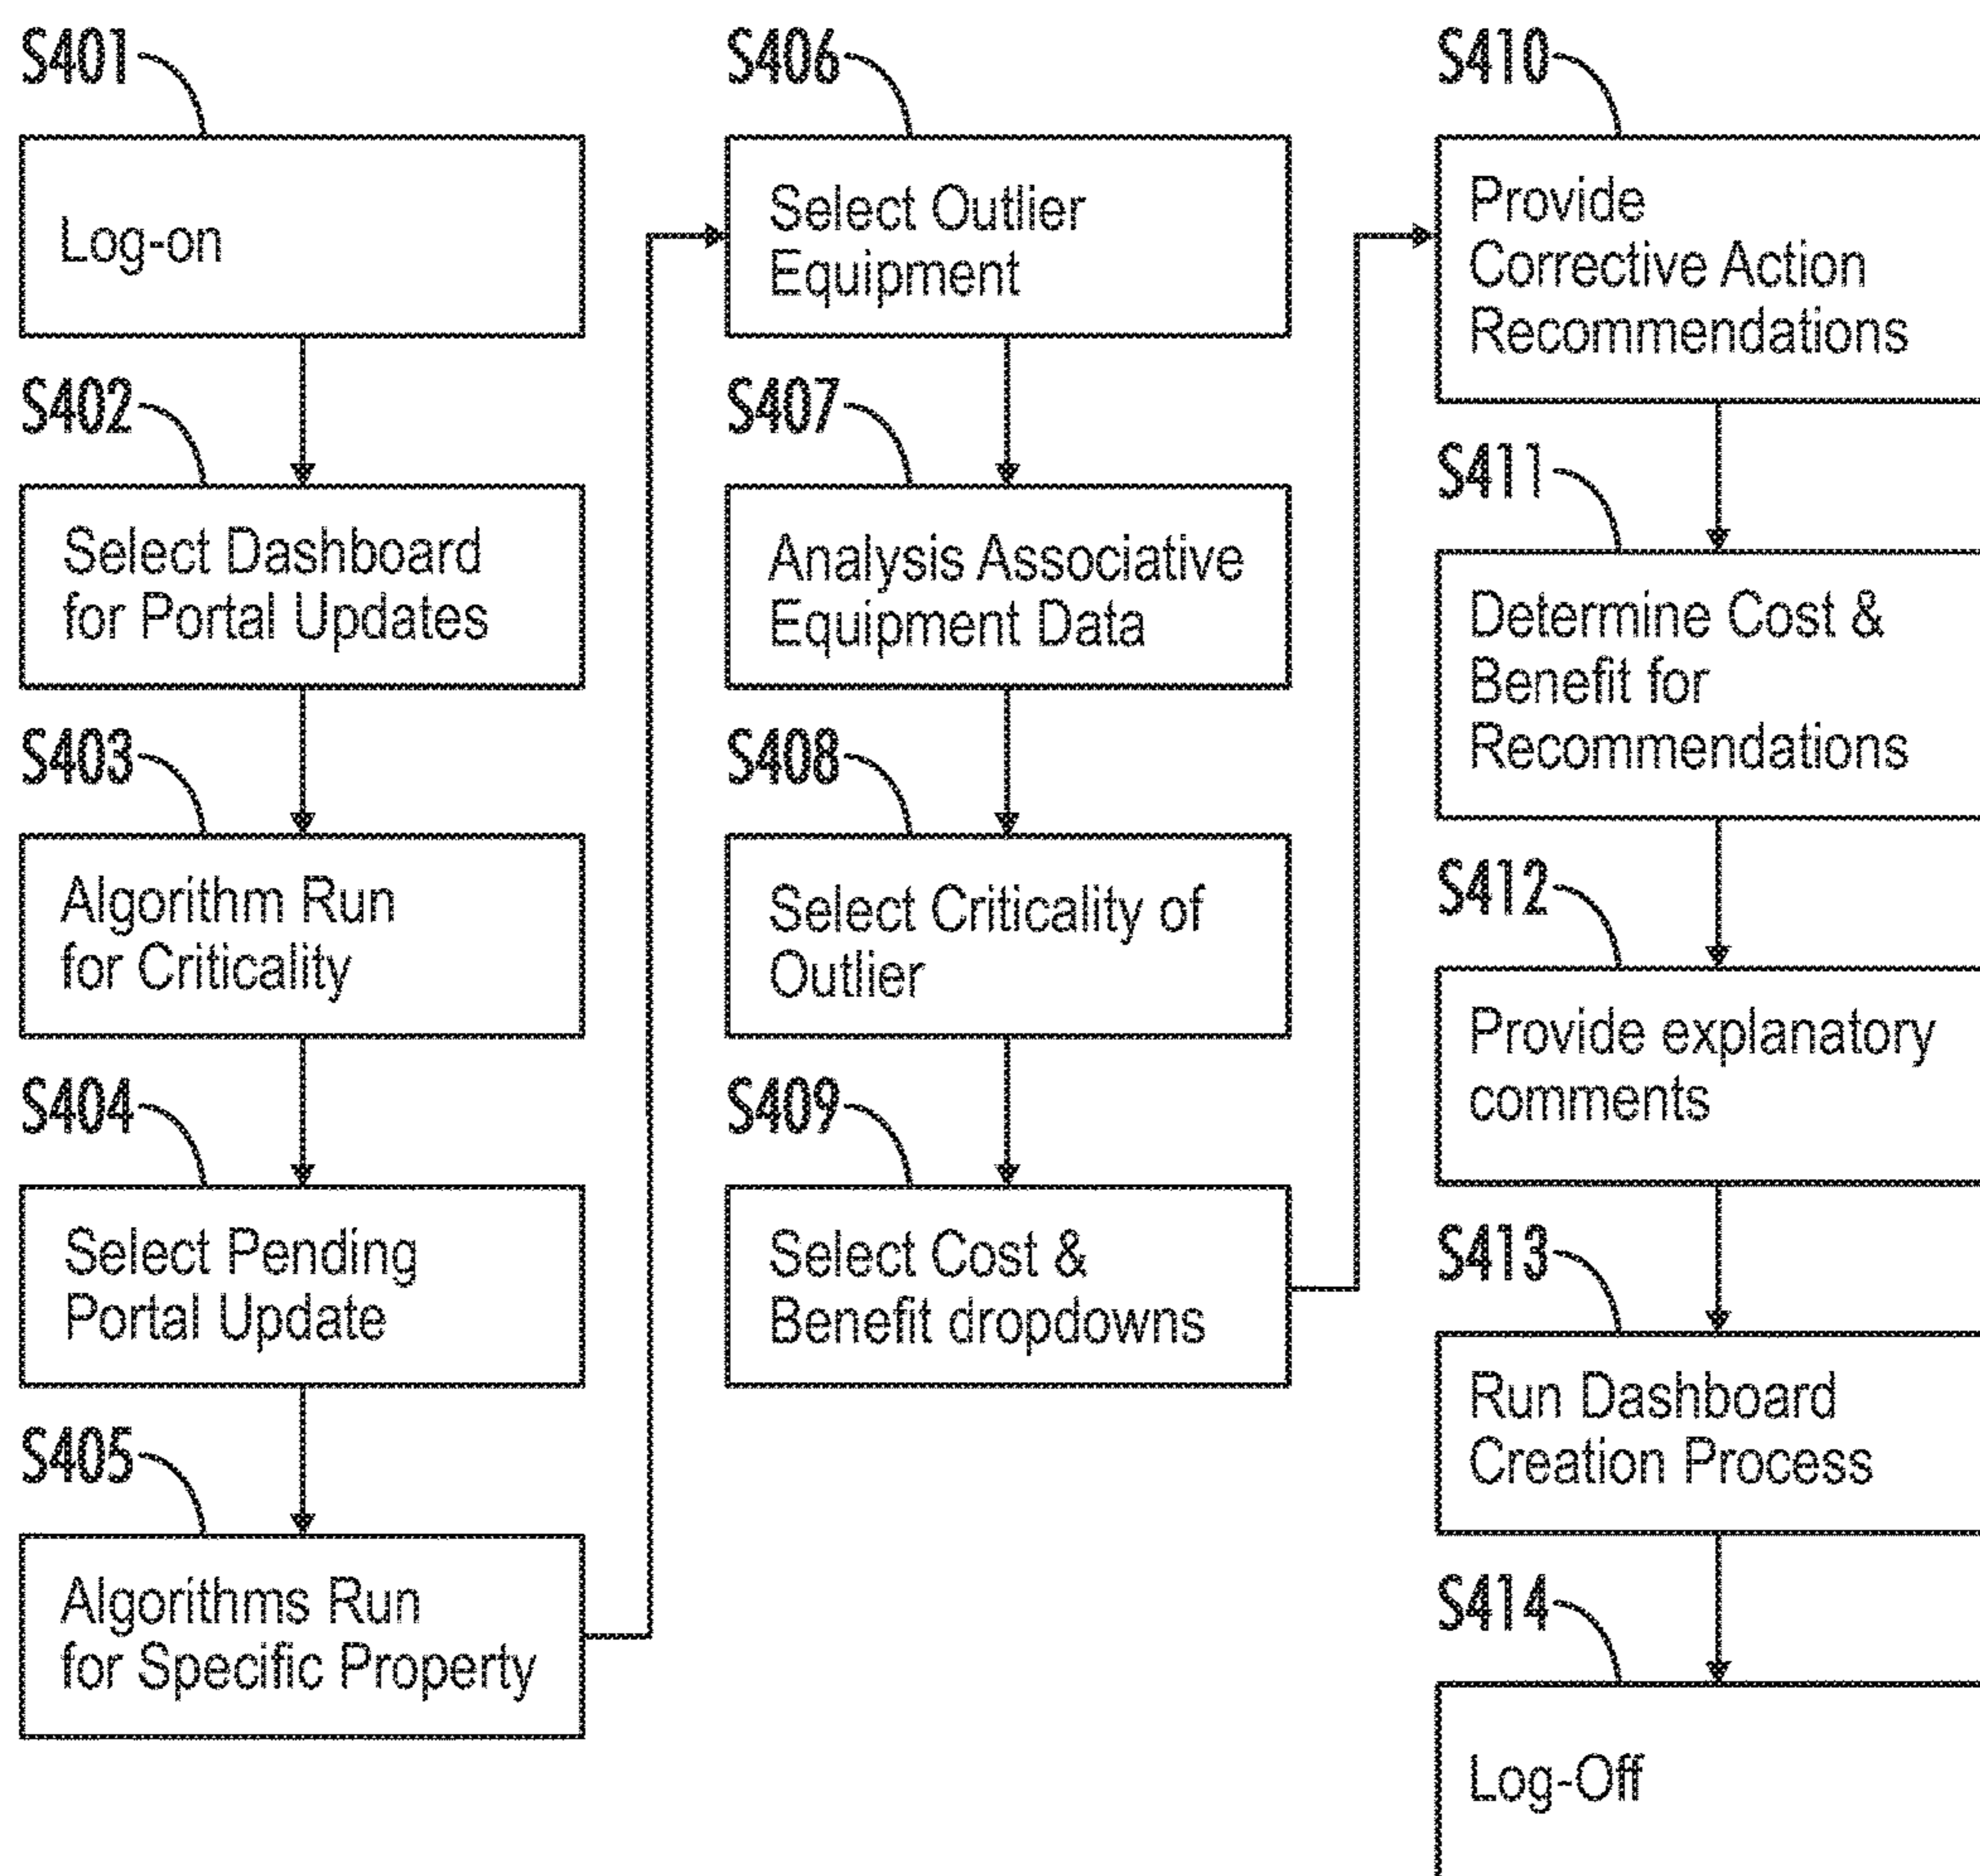 S401
Log-on
S402
Select Dashboard
for Portal Updates
S403
Algorithm Run
for Criticality
S404
Select Pending
Portal Update
S405
Algorithms Run
for Specific Property
S406
Select Outlier
Equipment
S407
Analysis Associative
Equipment Data
S408
Select Criticality of
Outlier
S409
Select Cost &
Benefit dropdowns
S410
Provide
Corrective Action
Recommendations
S411
Determine Cost &
Benefit for
Recommendations
S412
Provide explanatory
comments
S413
Run Dashboard
Creation Process
S414
Log-Off